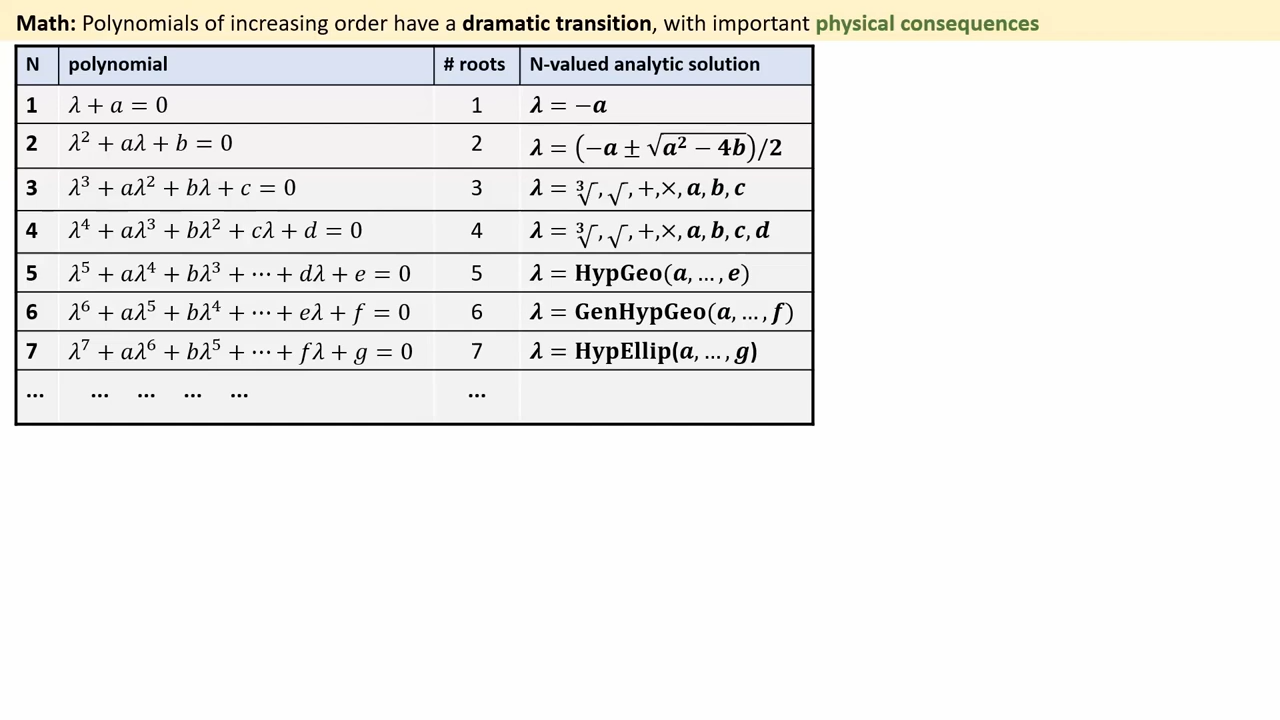 Math: Polynomials of increasing order have a dramatic transition, with important physical consequences
N polynomial # roots N-valued analytic solution
1 λ + a = 0 1 λ = −a
2 λ² + aλ + b = 0 2 λ = (−a ± √a² − 4b)/2
3 λ³ + aλ² + bλ + c = 0 3 λ = ∛, √, +,×, a, b, c
4 λ⁴ + aλ³ + bλ² + cλ + d = 0 4 λ = ∛, √, +,×, a, b, c, d
5 λ⁵ + aλ⁴ + bλ³ + ⋯ + dλ + e = 0 5 λ = HypGeo(a, … , e)
6 λ⁶ + aλ⁵ + bλ⁴ + ⋯ + eλ + f = 0 6 λ = GenHypGeo(a, … , f)
7 λ⁷ + aλ⁶ + bλ⁵ + ⋯ + fλ + g = 0 7 λ = HypEllip(a, … , g)
... ... ... ... ... ...